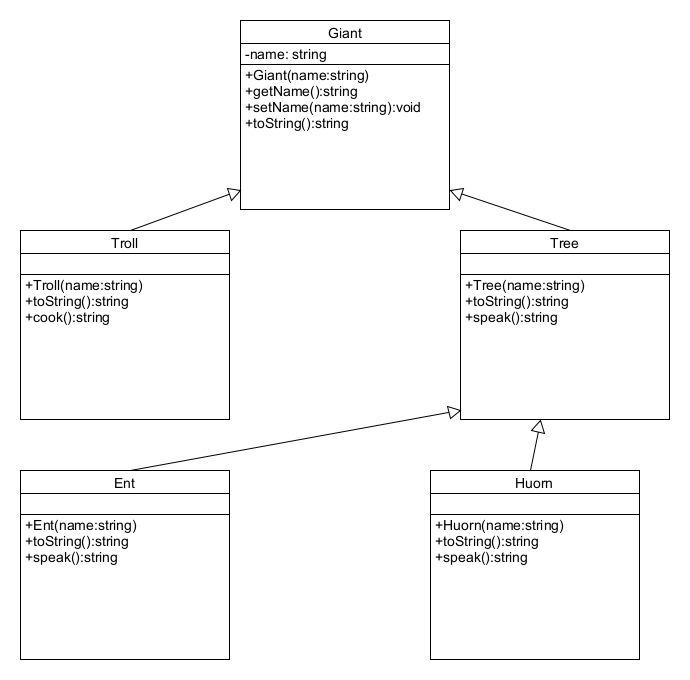 Giant
-name: string
+Giant(name:string)
+getName():string
+setName(name:string):void
+toString():string
Troll
+Troll(name:string)
+toString():string
+cook():string
Tree
+Tree(name:string)
+toString():string
+speak():string
Ent
+Ent(name:string)
+toString():string
+speak():string
Huorn
+Huorn(name:string)
+toString():string
+speak():string